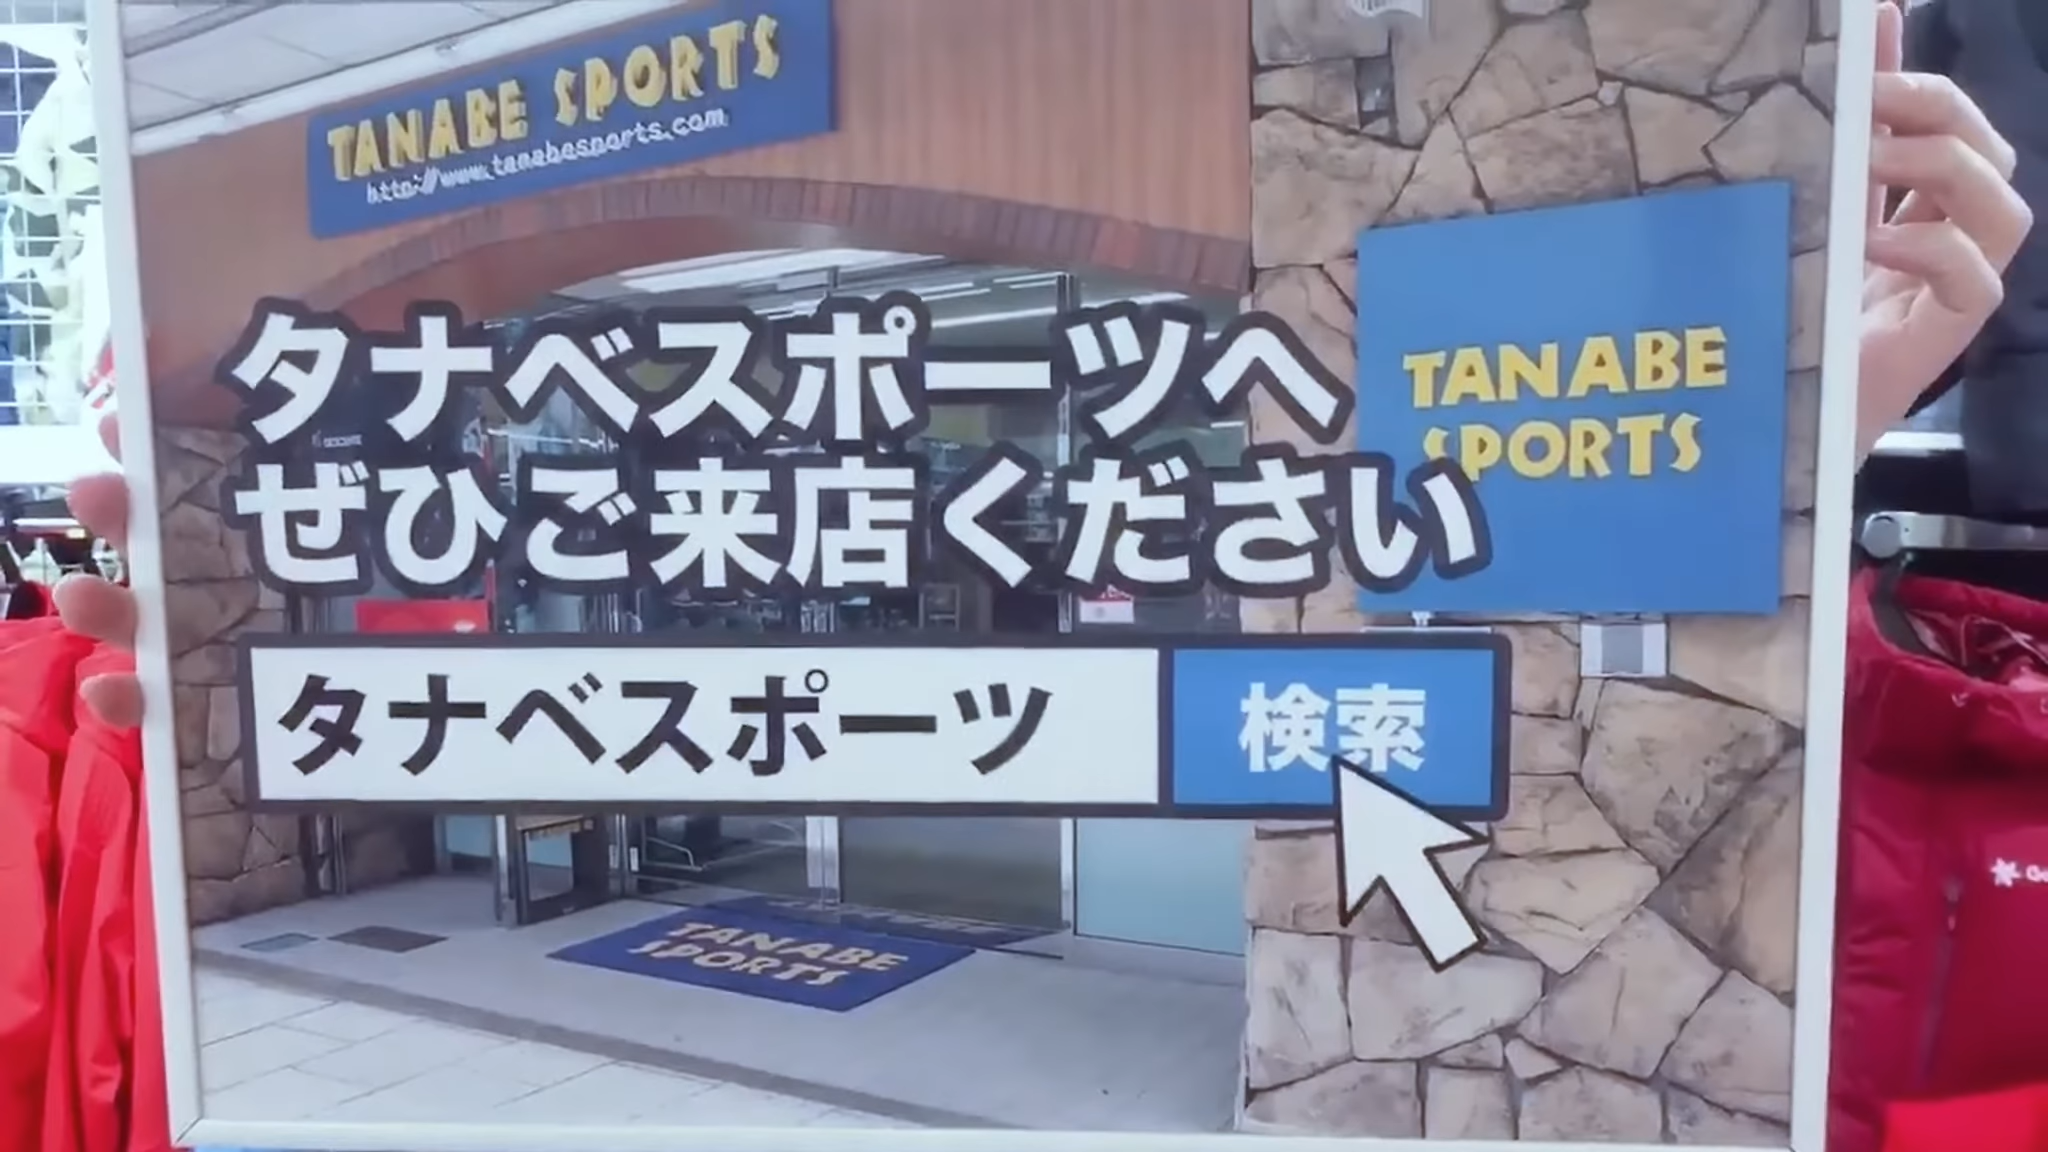 TANABE SPORTS
http://www.tanabesports.com
TANABE
SPORTS
タナベスポーツへ
ぜひご来店ください
タナベスポーツ 検索
TANABE
SPORTS
DESCENTE